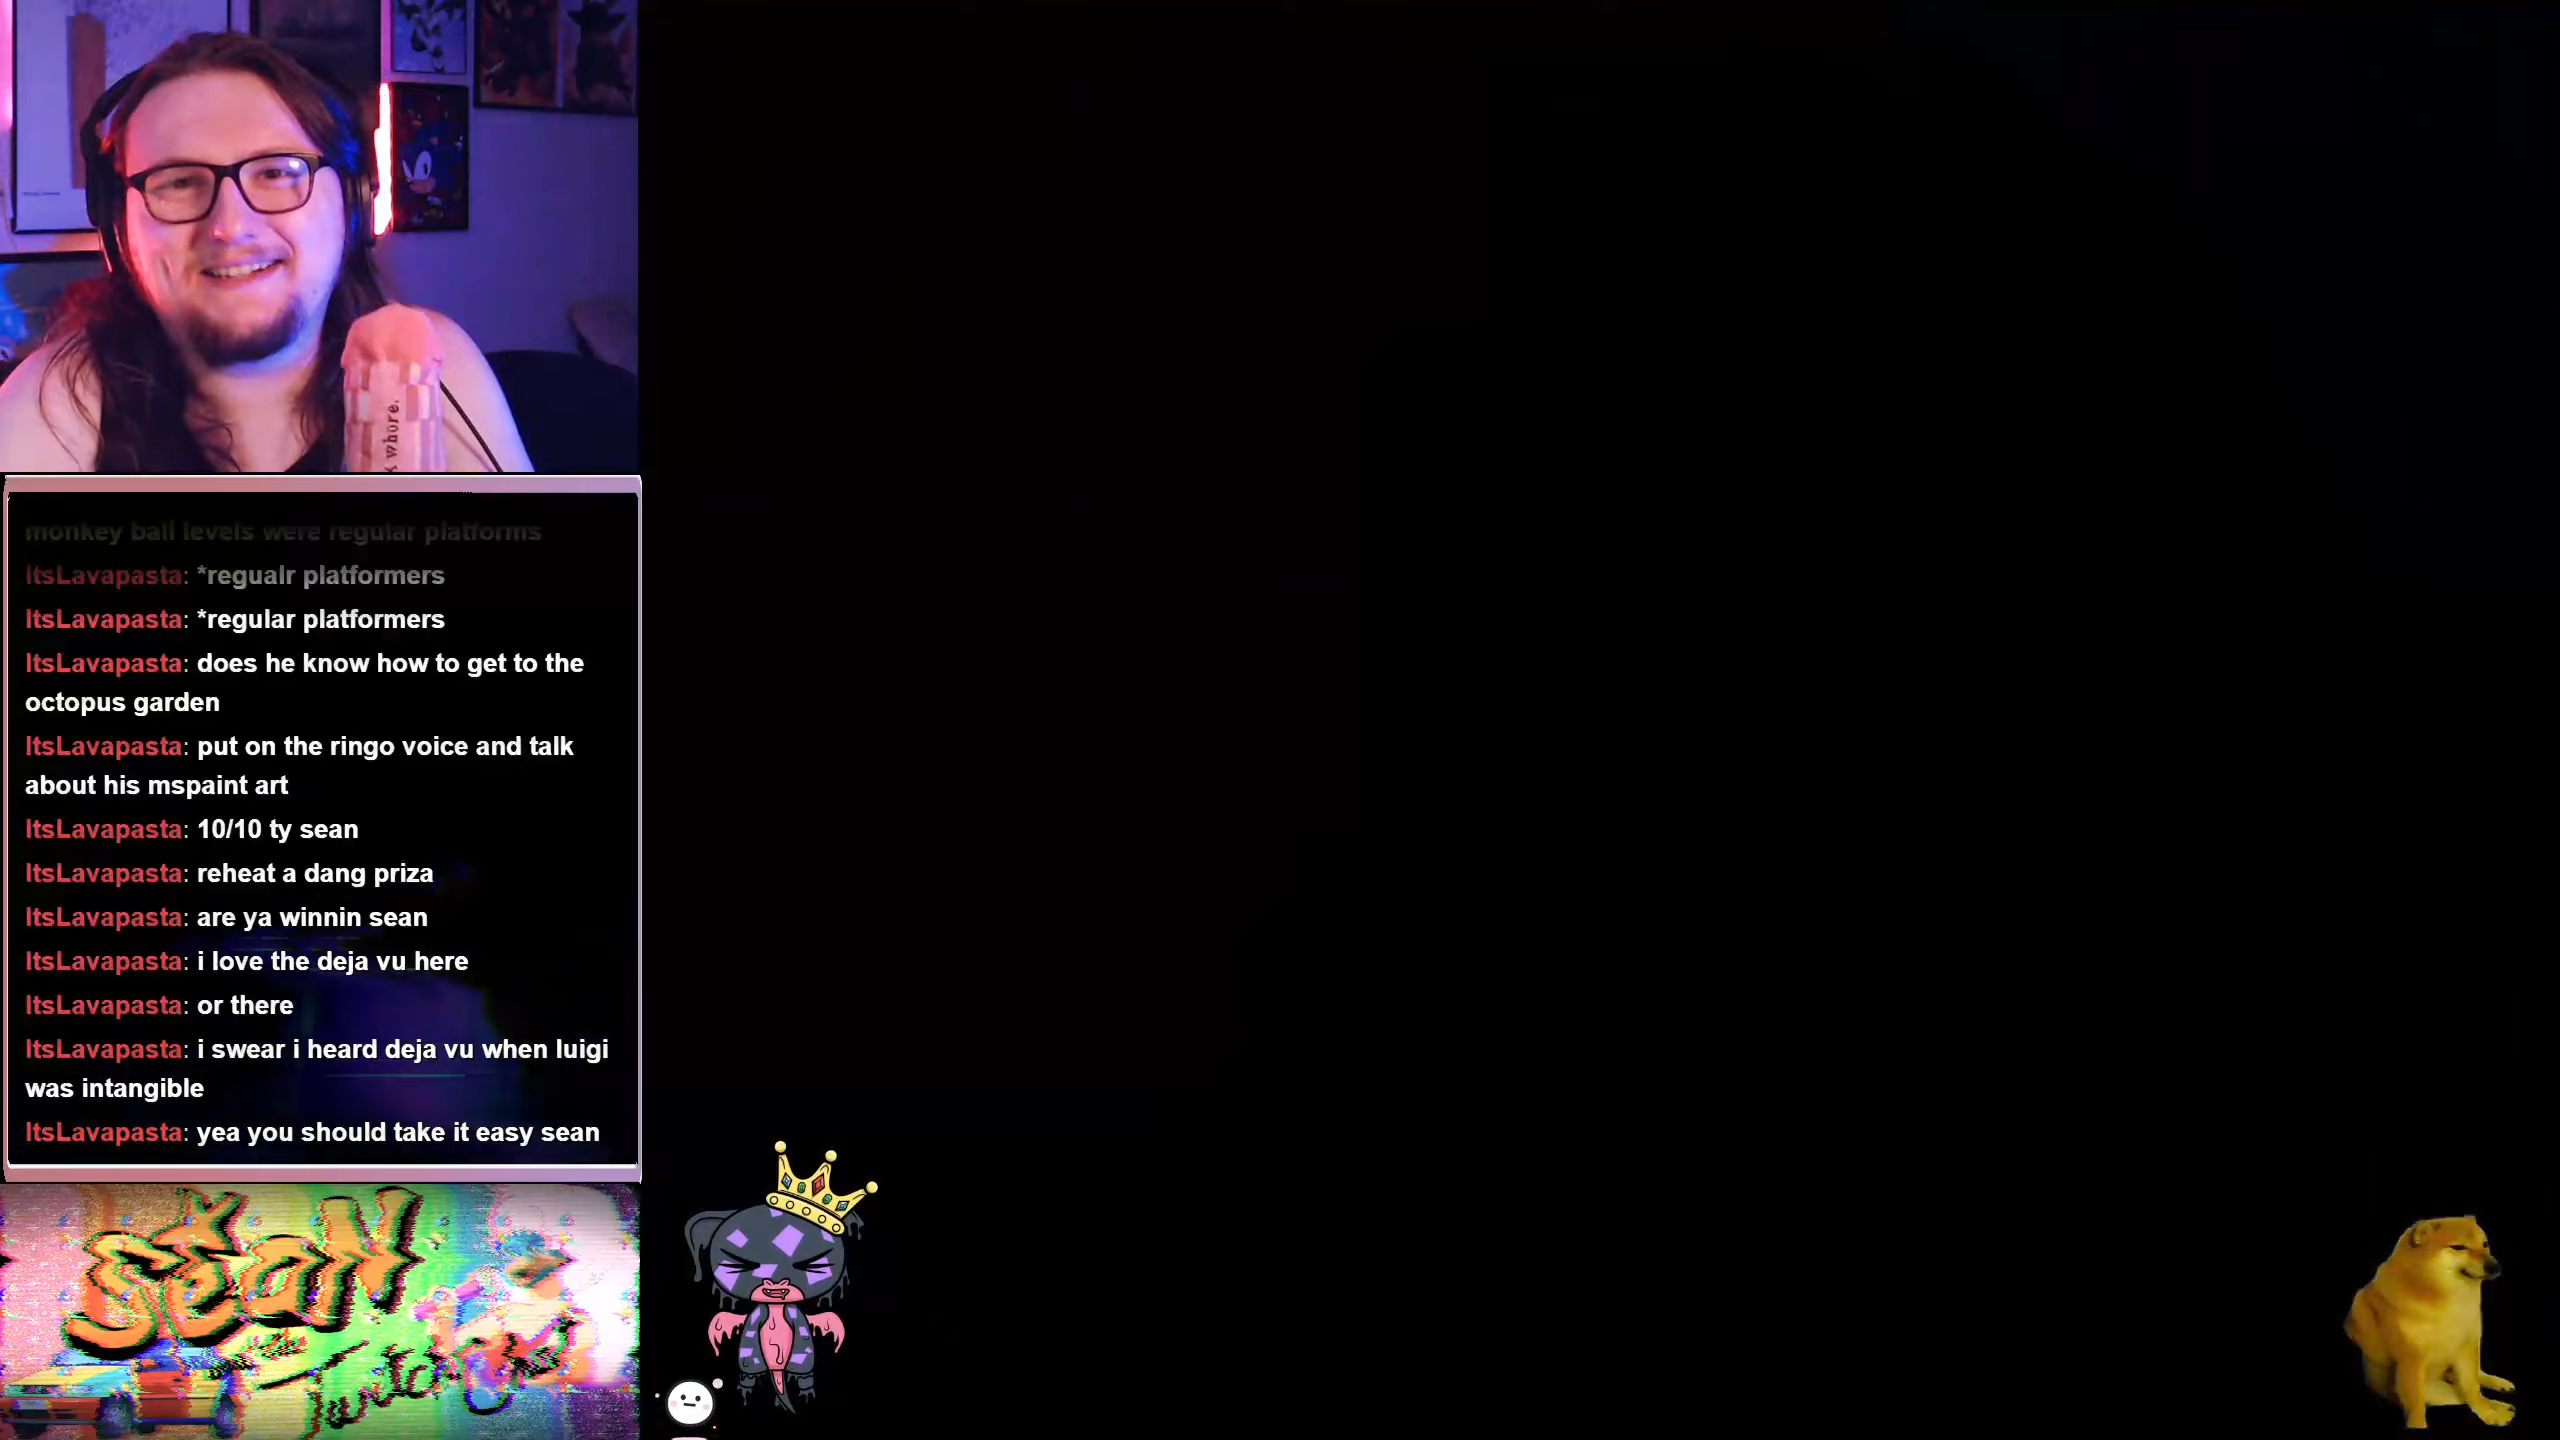 k whore.
monkey ball levels were regular platforms
ItsLavapasta: *regualr platformers
ItsLavapasta: *regular platformers
ItsLavapasta: does he know how to get to the
octopus garden
ItsLavapasta: put on the ringo voice and talk
about his mspaint art
ItsLavapasta: 10/10 ty sean
ItsLavapasta: reheat a dang priza
ItsLavapasta: are ya winnin sean
ItsLavapasta: i love the deja vu here
ItsLavapasta: or there
ItsLavapasta: i swear i heard deja vu when luigi
was intangible
ItsLavapasta: yea you should take it easy sean
SEAN